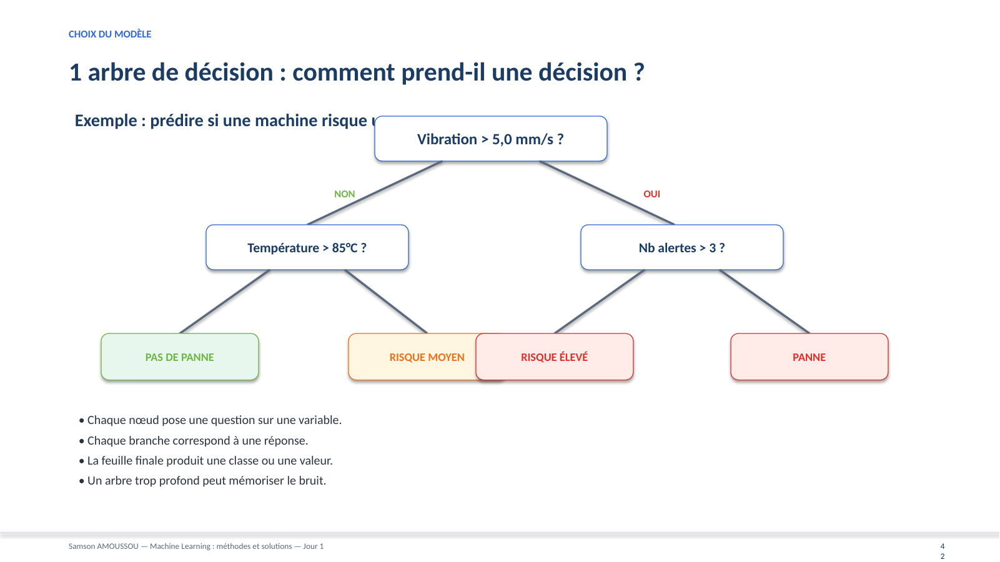 CHOIX DU MODÈLE
1 arbre de décision : comment prend-il une décision ?
Exemple : prédire si une machine risque
Vibration > 5,0 mm/s ?
NON
OUI
Température > 85°C ?
Nb alertes > 3 ?
PAS DE PANNE
RISQUE MOYEN
RISQUE ÉLEVÉ
PANNE
• Chaque nœud pose une question sur une variable.
• Chaque branche correspond à une réponse.
• La feuille finale produit une classe ou une valeur.
• Un arbre trop profond peut mémoriser le bruit.
Samson AMOUSSOU — Machine Learning : méthodes et solutions — Jour 1
4
2